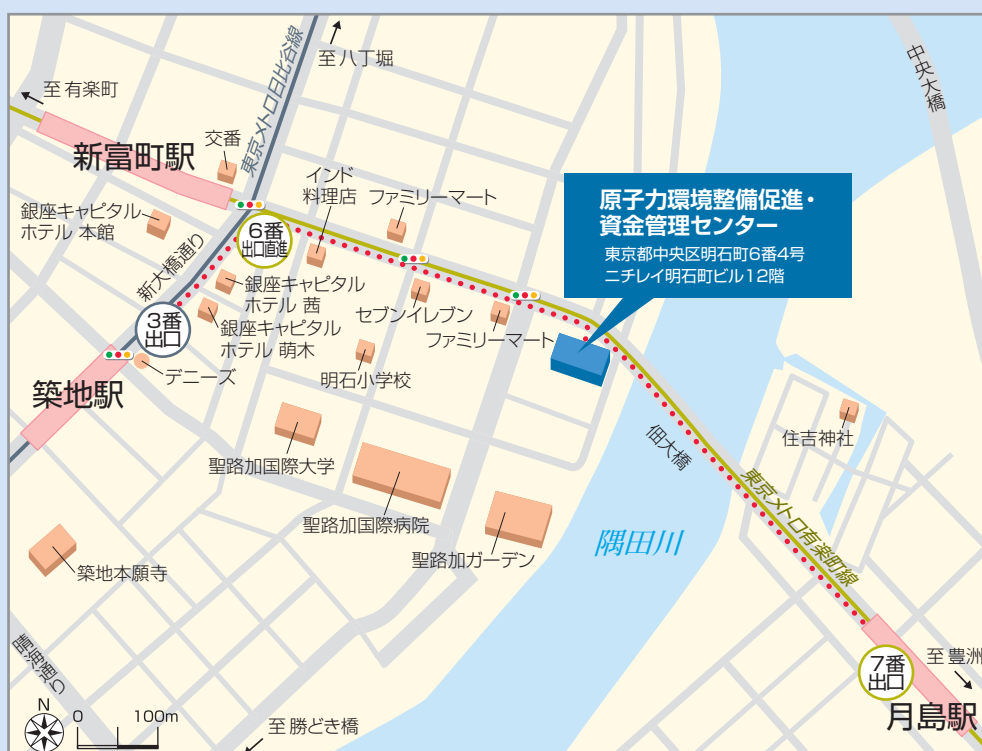 中央大橋
至 八丁堀
東京メトロ日比谷線
至 有楽町
交番
新富町駅
インド
料理店
ファミリーマート
原子力環境整備促進・
資金管理センター
東京都中央区明石町6番4号
ニチレイ明石町ビル12階
銀座キャピタル
ホテル 本館
6番
出口直進
新大橋通り
銀座キャピタル
ホテル 茜
セブンイレブン
3番
出口
銀座キャピタル
ホテル 萌木
ファミリーマート
デニーズ
明石小学校
築地駅
佃大橋
住吉神社
聖路加国際大学
東京メトロ有楽町線
聖路加国際病院
隅田川
聖路加ガーデン
築地本願寺
晴海通り
7番
出口
至 豊洲
月島駅
N
0
100m
至 勝どき橋